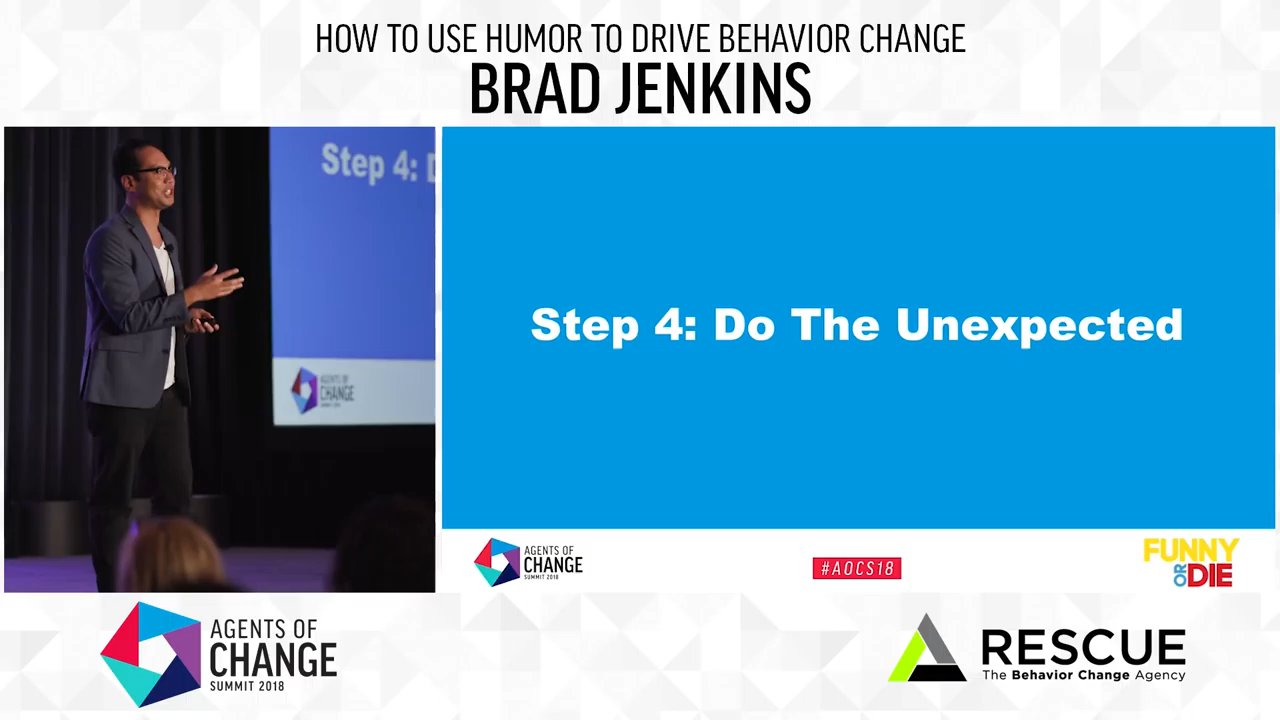 HOW TO USE HUMOR TO DRIVE BEHAVIOR CHANGE
BRAD JENKINS
Step 4:
AGENTS OF
CHANGE
Step 4: Do The Unexpected
AGENTS OF
CHANGE
SUMMIT 2018
#AOCS18
FUNNY
OR DIE
AGENTS OF
CHANGE
SUMMIT 2018
RESCUE
The Behavior Change Agency